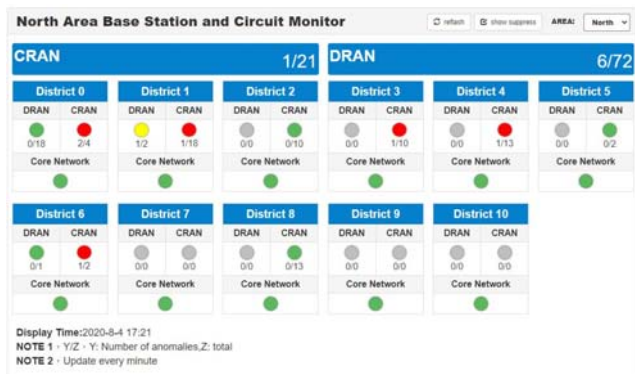 North Area Base Station and Circuit Monitor
reflash show suppress AREA: North
CRAN 1/21 DRAN 6/72
District 0 District 1 District 2 District 3 District 4 District 5
DRAN CRAN DRAN CRAN DRAN CRAN DRAN CRAN DRAN CRAN DRAN CRAN
0/18 2/4 1/2 1/18 0/0 0/10 0/0 1/10 0/0 1/13 0/0 0/2
Core Network Core Network Core Network Core Network Core Network Core Network
District 6 District 7 District 8 District 9 District 10
DRAN CRAN DRAN CRAN DRAN CRAN DRAN CRAN DRAN CRAN
0/1 1/2 0/0 0/0 0/0 0/13 0/0 0/0 0/0 0/0
Core Network Core Network Core Network Core Network Core Network
Display Time:2020-8-4 17:21
NOTE 1 · Y/Z · Y: Number of anomalies,Z: total
NOTE 2 · Update every minute